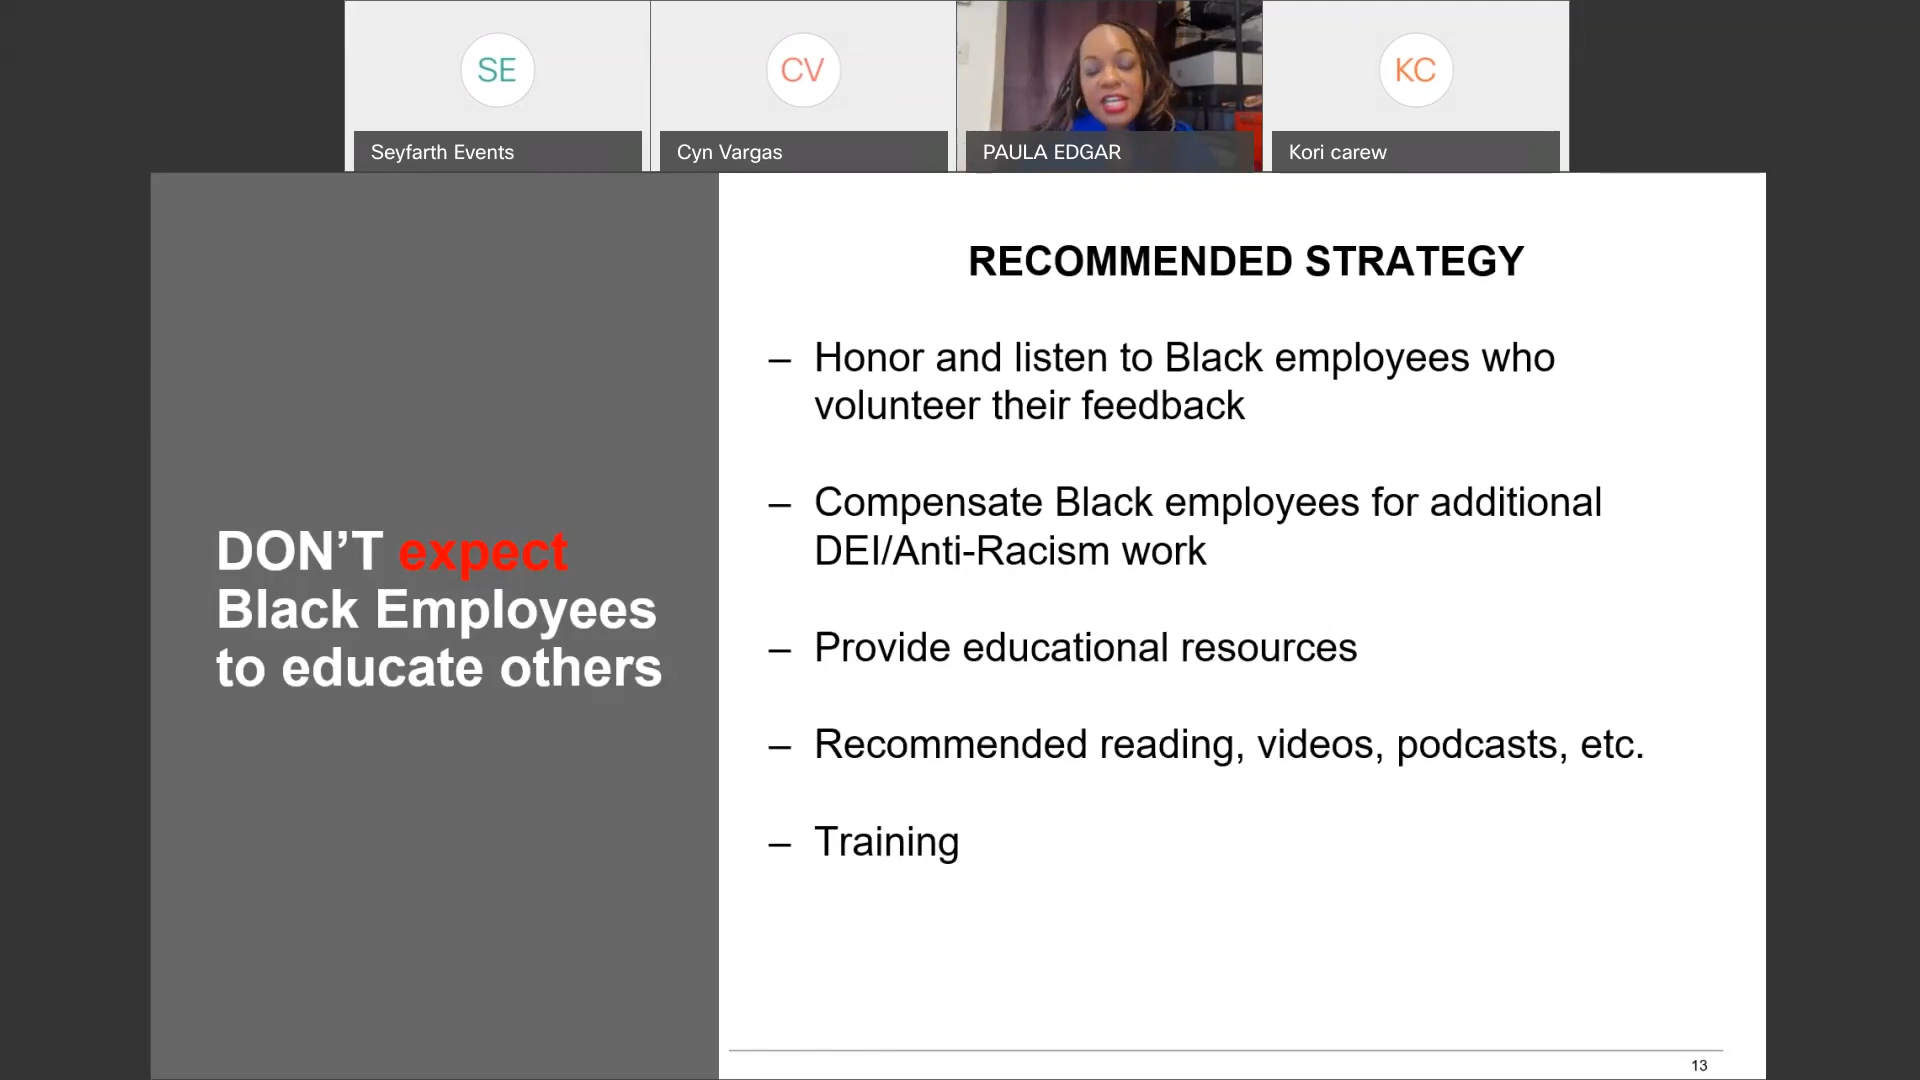 SE
CV
KC
Seyfarth Events
Cyn Vargas
PAULA EDGAR
Kori carew
DON’T expect
Black Employees
to educate others
RECOMMENDED STRATEGY
– Honor and listen to Black employees who
volunteer their feedback
– Compensate Black employees for additional
DEI/Anti-Racism work
– Provide educational resources
– Recommended reading, videos, podcasts, etc.
– Training
13